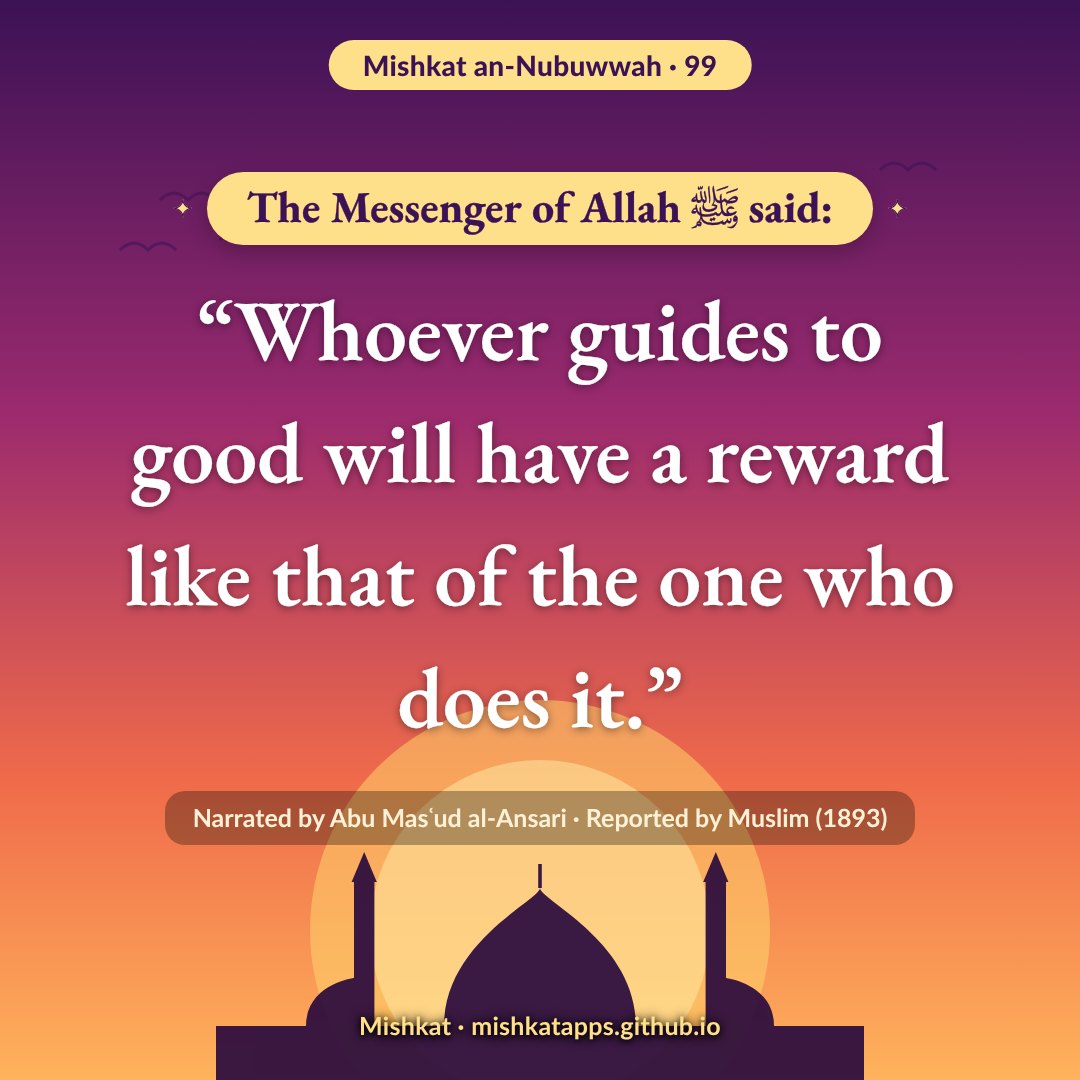 Mishkat an-Nubuwwah · 99
The Messenger of Allah ﷺ said:
“Whoever guides to
good will have a reward
like that of the one who
does it.”
Narrated by Abu Masʿud al-Ansari · Reported by Muslim (1893)
Mishkat · mishkatapps.github.io